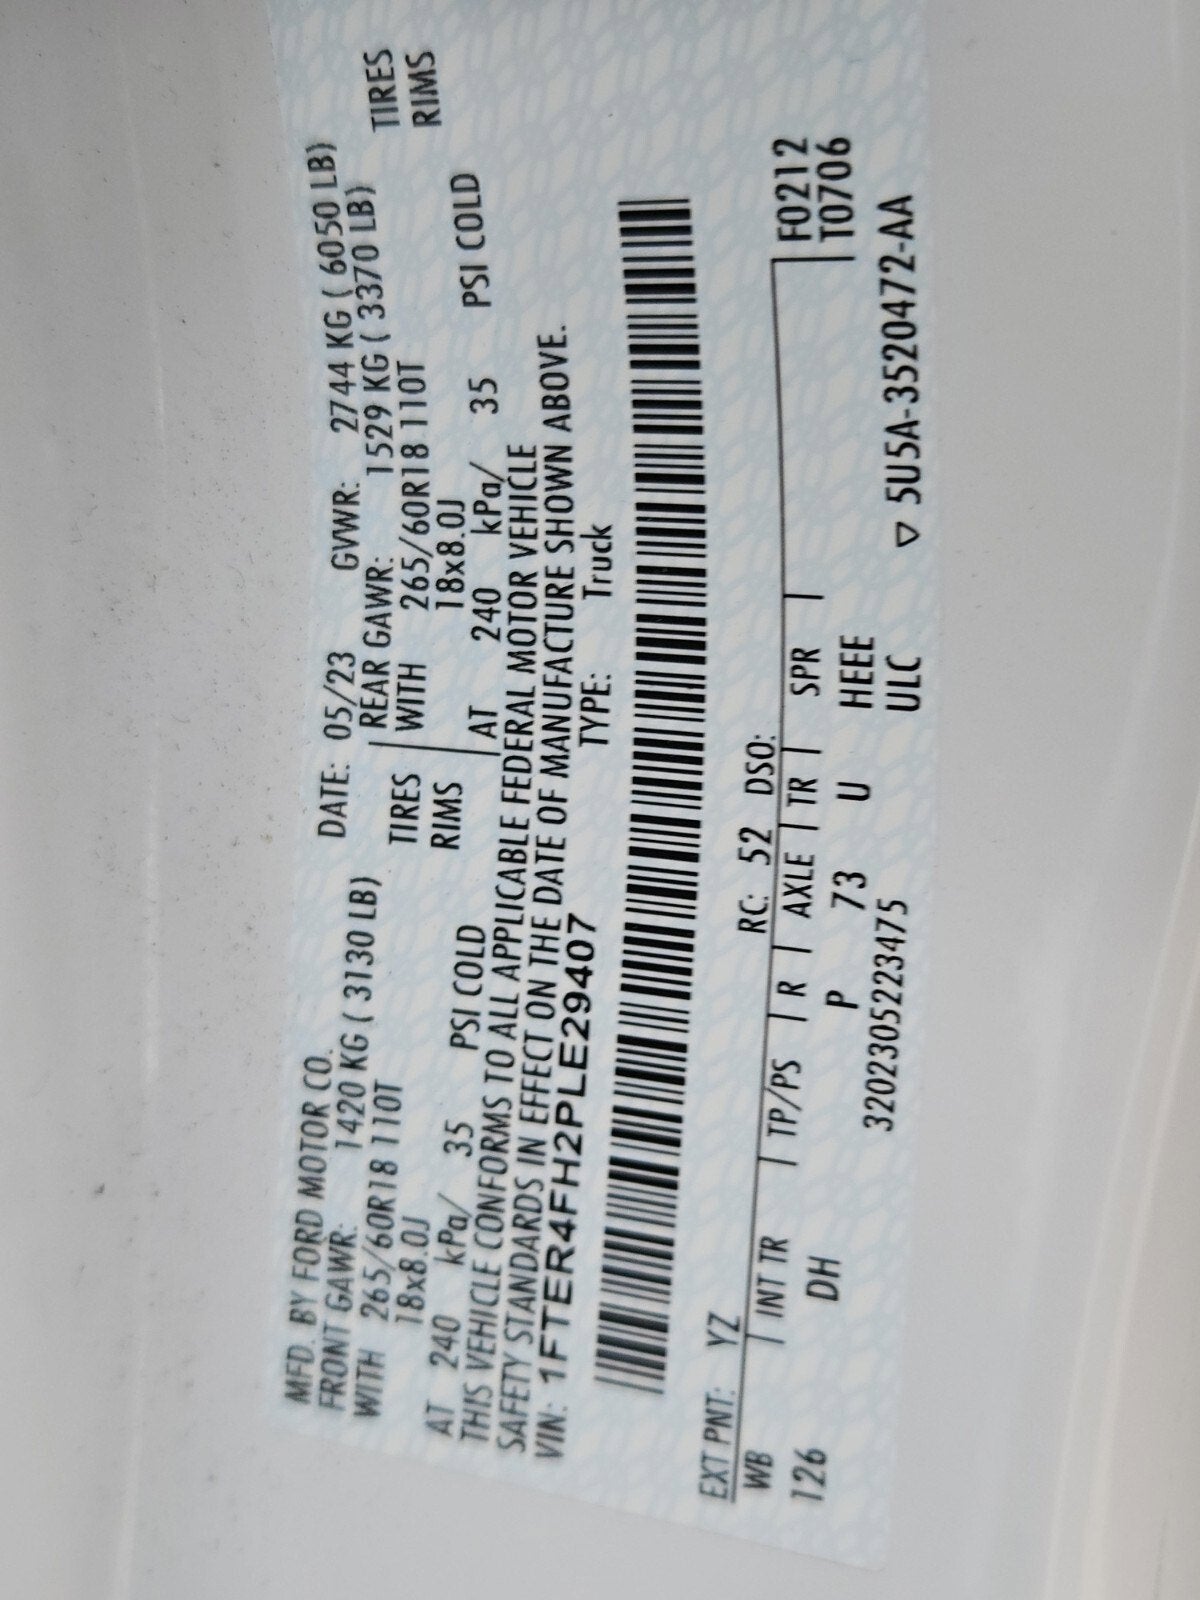 MFD. BY FORD MOTOR CO.
DATE: 05/23 GVWR: 2744 KG ( 6050 LB)
FRONT GAWR: 1420 KG ( 3130 LB)
REAR GAWR: 1529 KG ( 3370 LB)
WITH 265/60R18 110T TIRES
WITH 265/60R18 110T TIRES
18x8.0J RIMS
18x8.0J RIMS
AT 240 kPa/ 35 PSI COLD
AT 240 kPa/ 35 PSI COLD
THIS VEHICLE CONFORMS TO ALL APPLICABLE FEDERAL MOTOR VEHICLE
SAFETY STANDARDS IN EFFECT ON THE DATE OF MANUFACTURE SHOWN ABOVE.
VIN: 1FTER4FH2PLE29407 TYPE: Truck
EXT PNT: YZ RC: 52 DSO:
WB INT TR TP/PS R AXLE TR SPR F0212
126 DH P 73 U HEEE T0706
320230522347​5 ULC ▽ 5U5A-3520472-AA